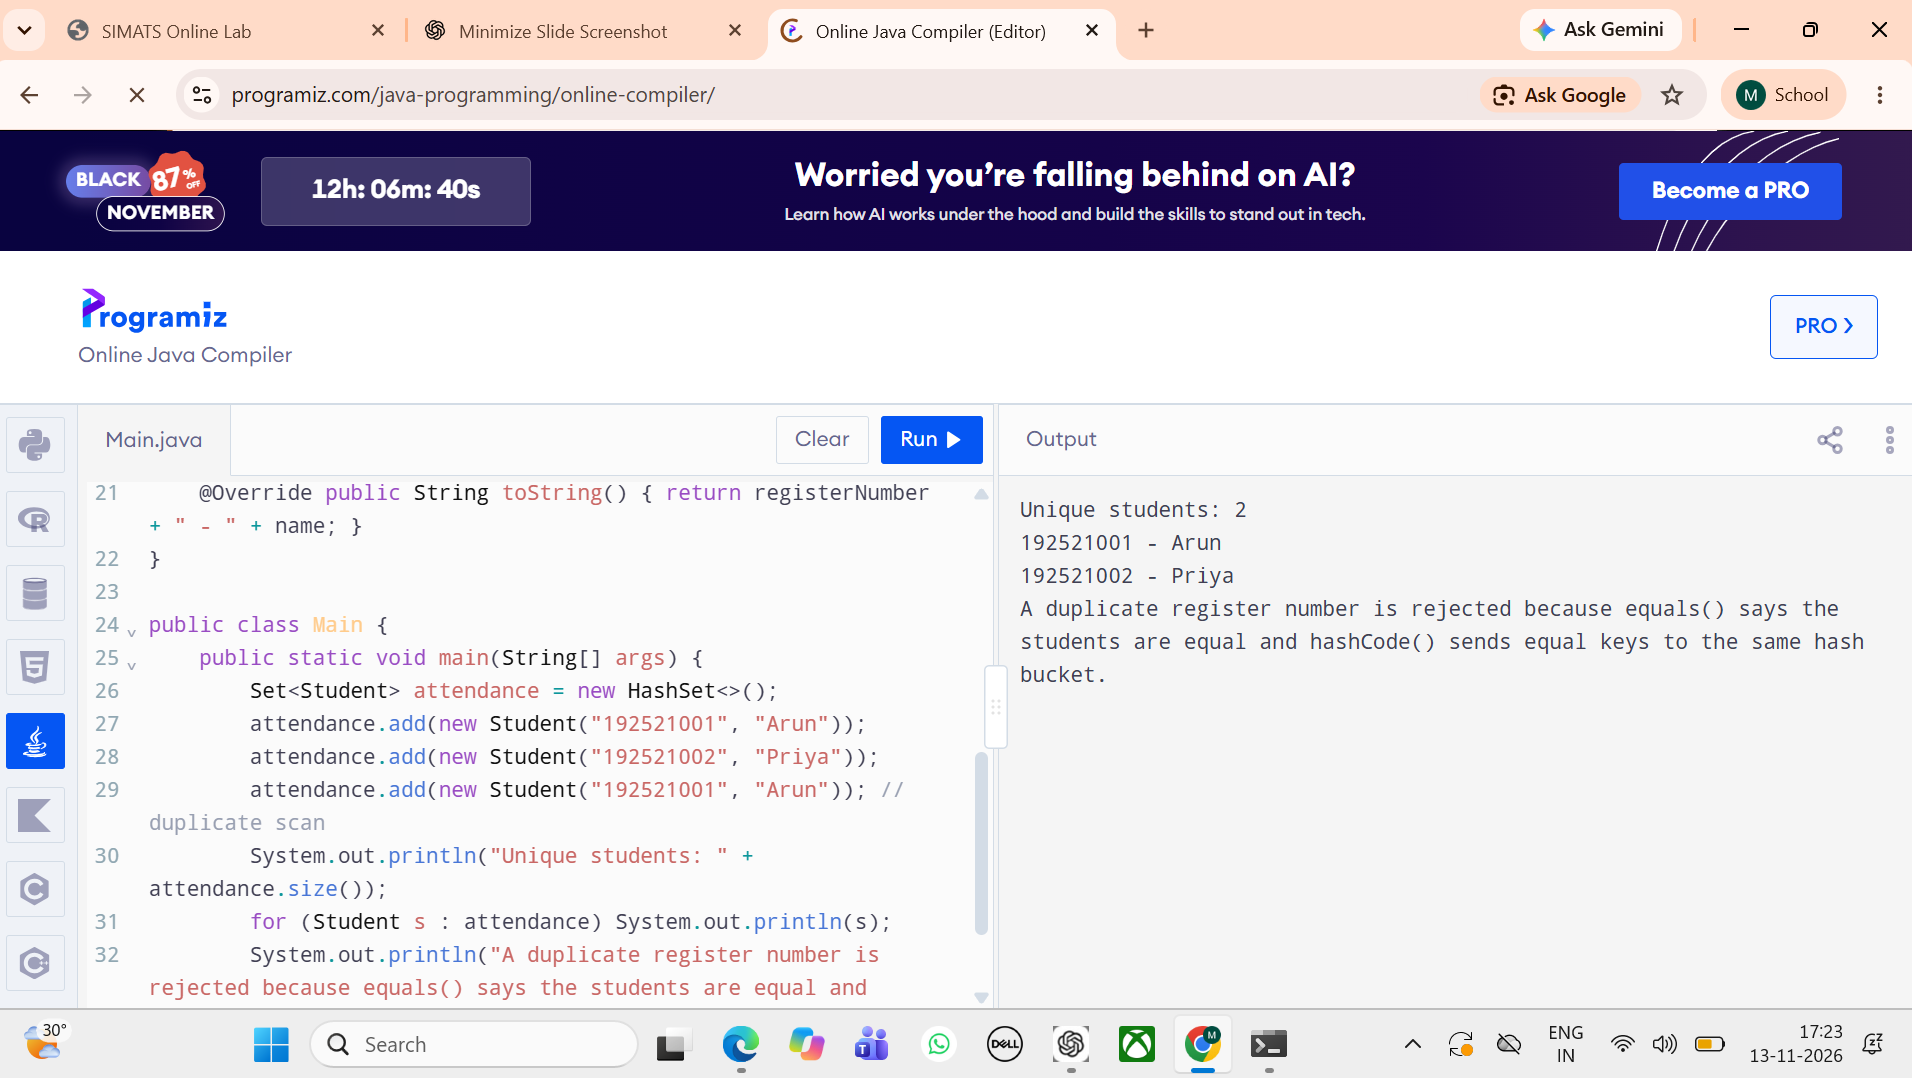 SIMATS Online Lab
Minimize Slide Screenshot
Online Java Compiler (Editor)
Ask Gemini
programiz.com/java-programming/online-compiler/
Ask Google
M
School
BLACK
87% OFF
NOVEMBER
12h: 06m: 40s
Worried you’re falling behind on AI?
Learn how AI works under the hood and build the skills to stand out in tech.
Become a PRO
Programiz
Online Java Compiler
PRO
Main.java
Clear
Run
Output
21 @Override public String toString() { return registerNumber
+ " - " + name; }
22 }
23
24 public class Main {
25 public static void main(String[] args) {
26 Set<Student> attendance = new HashSet<>();
27 attendance.add(new Student("192521001", "Arun"));
28 attendance.add(new Student("192521002", "Priya"));
29 attendance.add(new Student("192521001", "Arun")); //
duplicate scan
30 System.out.println("Unique students: " +
attendance.size());
31 for (Student s : attendance) System.out.println(s);
32 System.out.println("A duplicate register number is
rejected because equals() says the students are equal and
Unique students: 2
192521001 - Arun
192521002 - Priya
A duplicate register number is rejected because equals() says the
students are equal and hashCode() sends equal keys to the same hash
bucket.
30°
Search
DELL
M
ENG
IN
17:23
13-11-2026